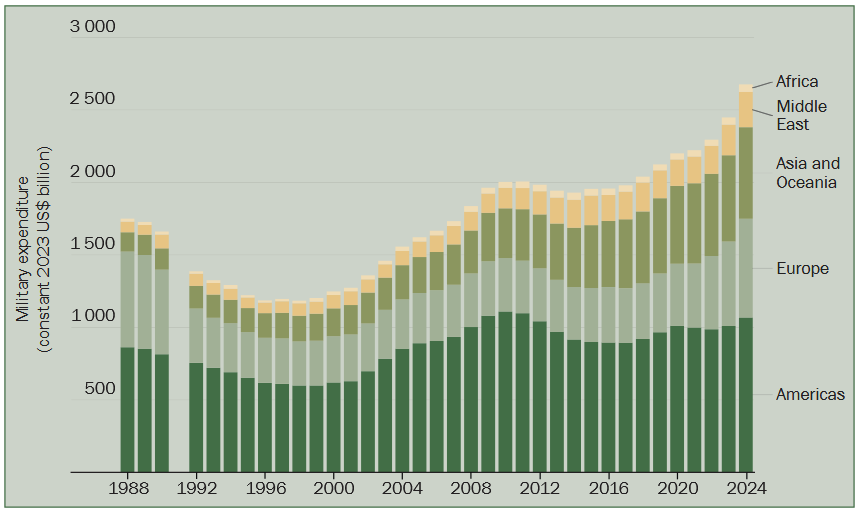 3 000
2 500
2 000
1 500
1 000
500
Military expenditure
(constant 2023 US$ billion)
Africa
Middle
East
Asia and
Oceania
Europe
Americas
1988
1992
1996
2000
2004
2008
2012
2016
2020
2024